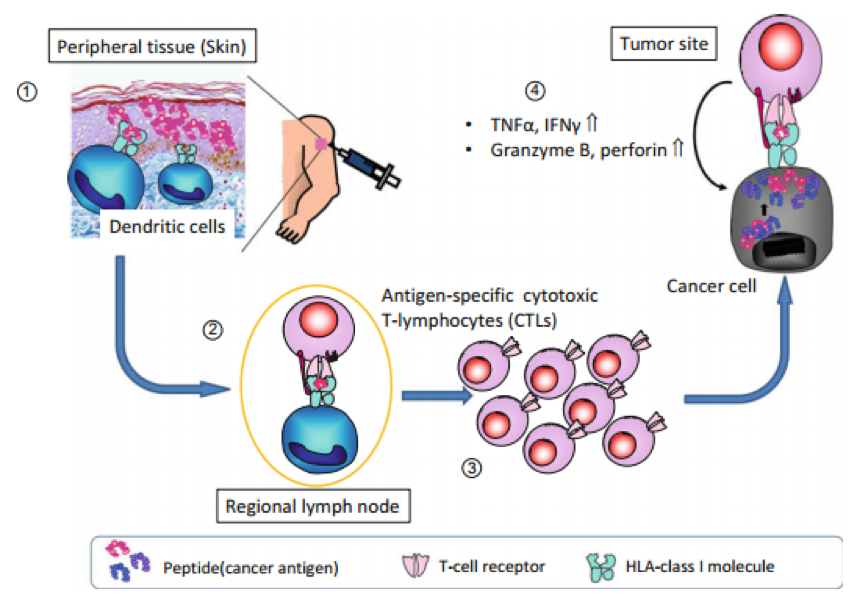 Peripheral tissue (Skin)
①
Dendritic cells
②
Regional lymph node
Antigen-specific cytotoxic
T-lymphocytes (CTLs)
③
④
• TNFα, IFNγ ⇑
• Granzyme B, perforin ⇑
Tumor site
Cancer cell
Peptide(cancer antigen)
T-cell receptor
HLA-class I molecule